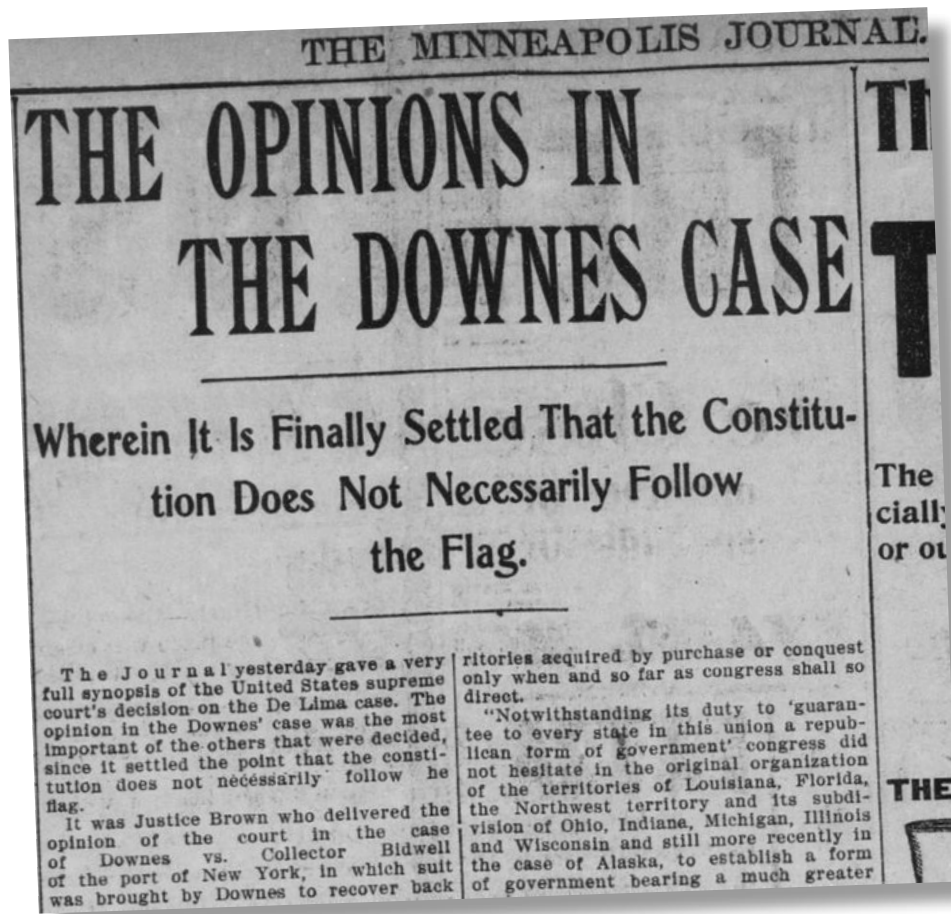 THE MINNEAPOLIS JOURNAL.
THE OPINIONS IN
THE DOWNES CASE
Wherein It Is Finally Settled That the Constitu-
tion Does Not Necessarily Follow
the Flag.
The Journal yesterday gave a very
full synopsis of the United States supreme
court's decision on the De Lima case. The
opinion in the Downes' case was the most
important of the others that were decided,
since it settled the point that the consti-
tution does not necessarily follow he
flag.
It was Justice Brown who delivered the
opinion of the court in the case
of Downes vs. Collector Bidwell
of the port of New York, in which suit
was brought by Downes to recover back
ritories acquired by purchase or conquest
only when and so far as congress shall so
direct.
"Notwithstanding its duty to 'guaran-
tee to every state in this union a repub-
lican form of government' congress did
not hesitate in the original organization
of the territories of Louisiana, Florida,
the Northwest territory and its subdi-
vision of Ohio, Indiana, Michigan, Illinois
and Wisconsin and still more recently in
the case of Alaska, to establish a form
of government bearing a much greater
The
or
THE